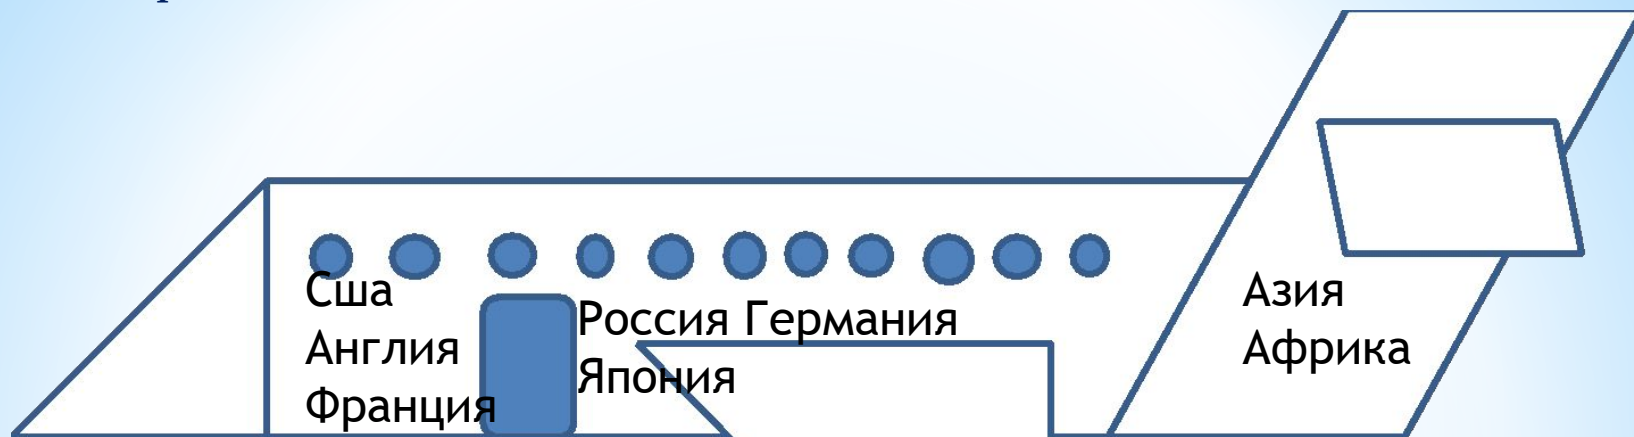 Сша
Англия
Франция
Россия Германия
Япония
Азия
Африка